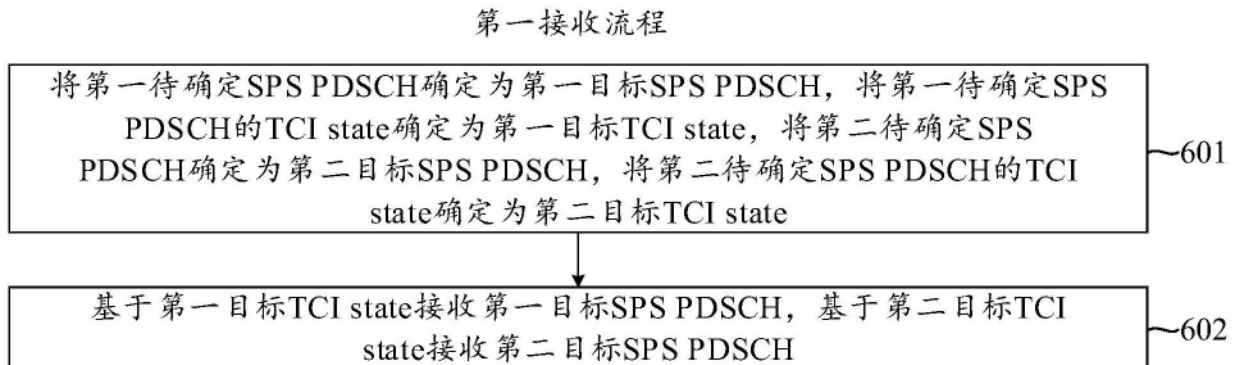 第一接收流程
将第一待确定SPS PDSCH确定为第一目标SPS PDSCH，将第一待确定SPS
PDSCH的TCI state确定为第一目标TCI state，将第二待确定SPS
PDSCH确定为第二目标SPS PDSCH，将第二待确定SPS PDSCH的TCI
state确定为第二目标TCI state
601
基于第一目标TCI state接收第一目标SPS PDSCH，基于第二目标TCI
state接收第二目标SPS PDSCH
602